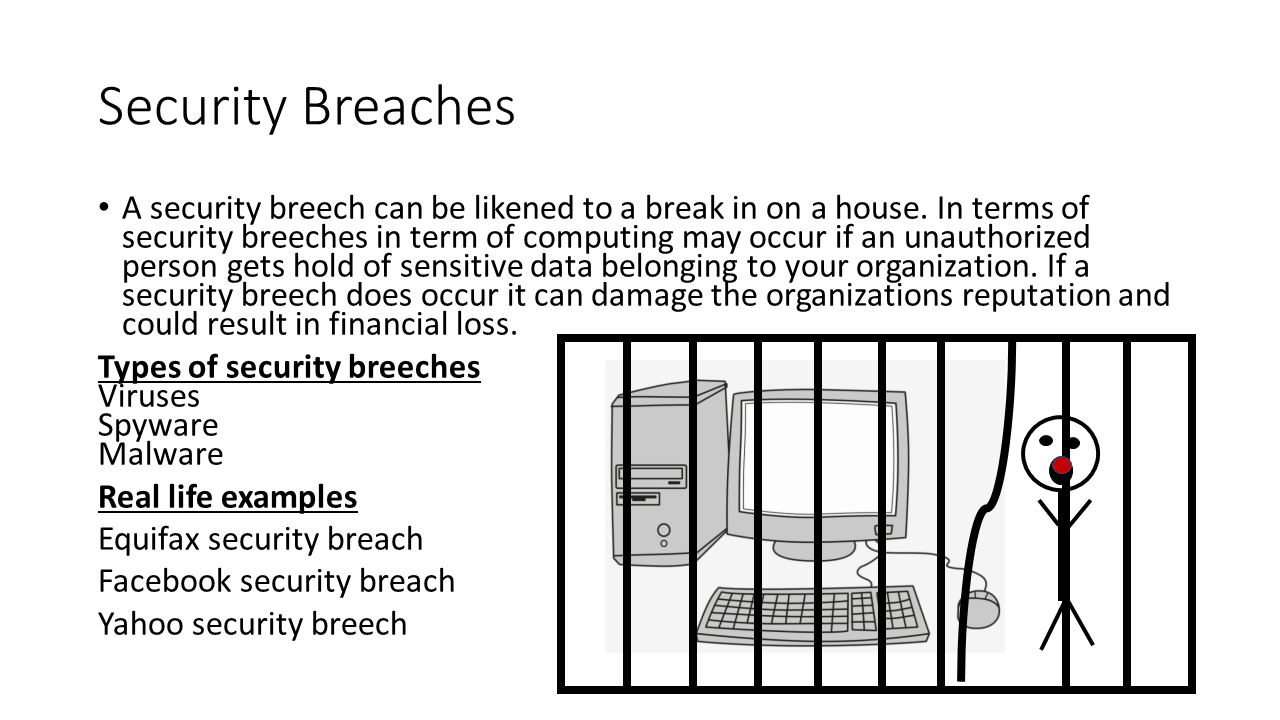 Security Breaches
• A security breech can be likened to a break in on a house. In terms of
security breeches in term of computing may occur if an unauthorized
person gets hold of sensitive data belonging to your organization. If a
security breech does occur it can damage the organizations reputation and
could result in financial loss.
Types of security breeches
Viruses
Spyware
Malware
Real life examples
Equifax security breach
Facebook security breach
Yahoo security breech